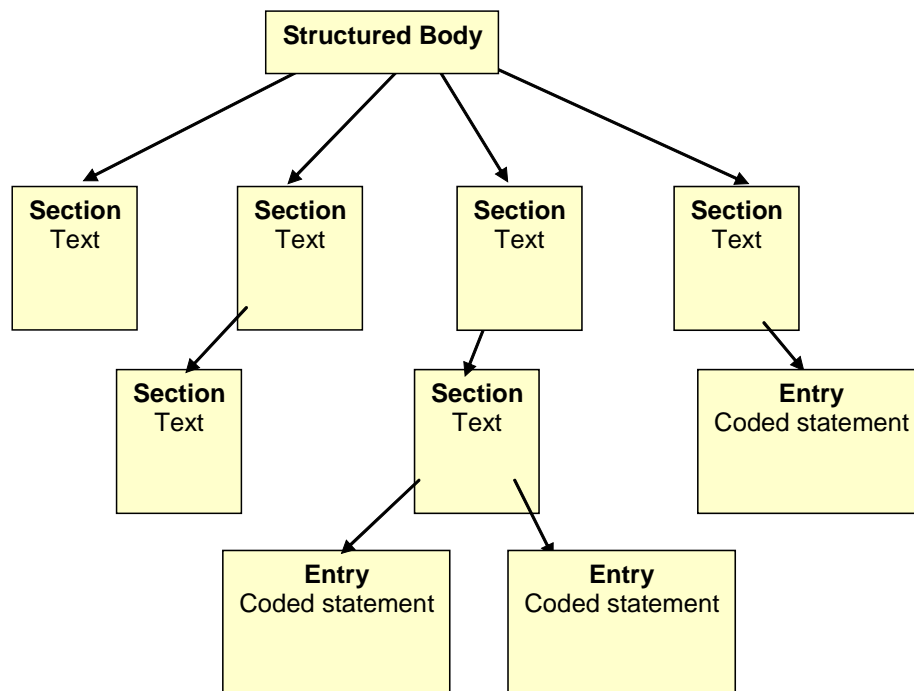 Structured Body
Section
Text
Section
Text
Section
Text
Section
Text
Section
Text
Section
Text
Entry
Coded statement
Entry
Coded statement
Entry
Coded statement